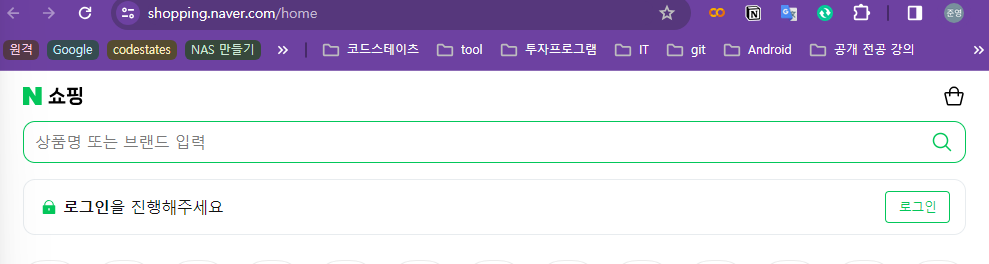 shopping.naver.com/home
준영
원격 Google codestates NAS 만들기 » 코드스테이츠 tool 투자프로그램 IT git Android 공개 전공 강의 »
N 쇼핑
상품명 또는 브랜드 입력
로그인을 진행해주세요 로그인